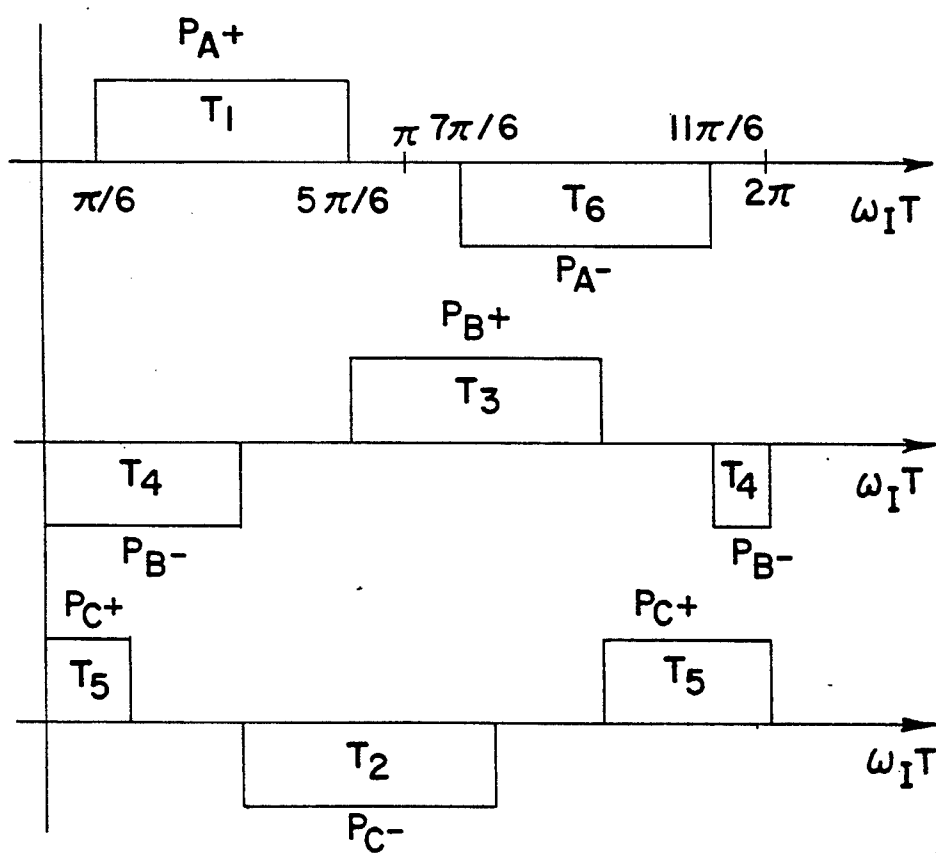 PA+
T1
π 7π/6 11π/6
π/6 5π/6 T6 2π ωIT
PA-
PB+
T3
T4 T4 ωIT
PB- PB-
PC+ PC+
T5 T5
T2 ωIT
PC-